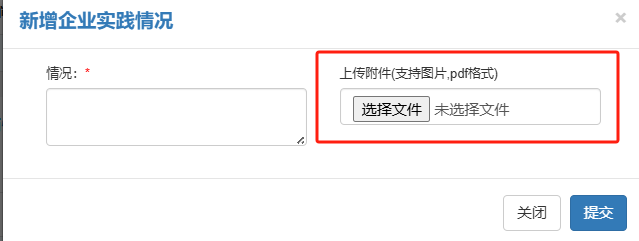 新增企业实践情况
×
情况：*
上传附件(支持图片,pdf格式)
选择文件 未选择文件
关闭
提交